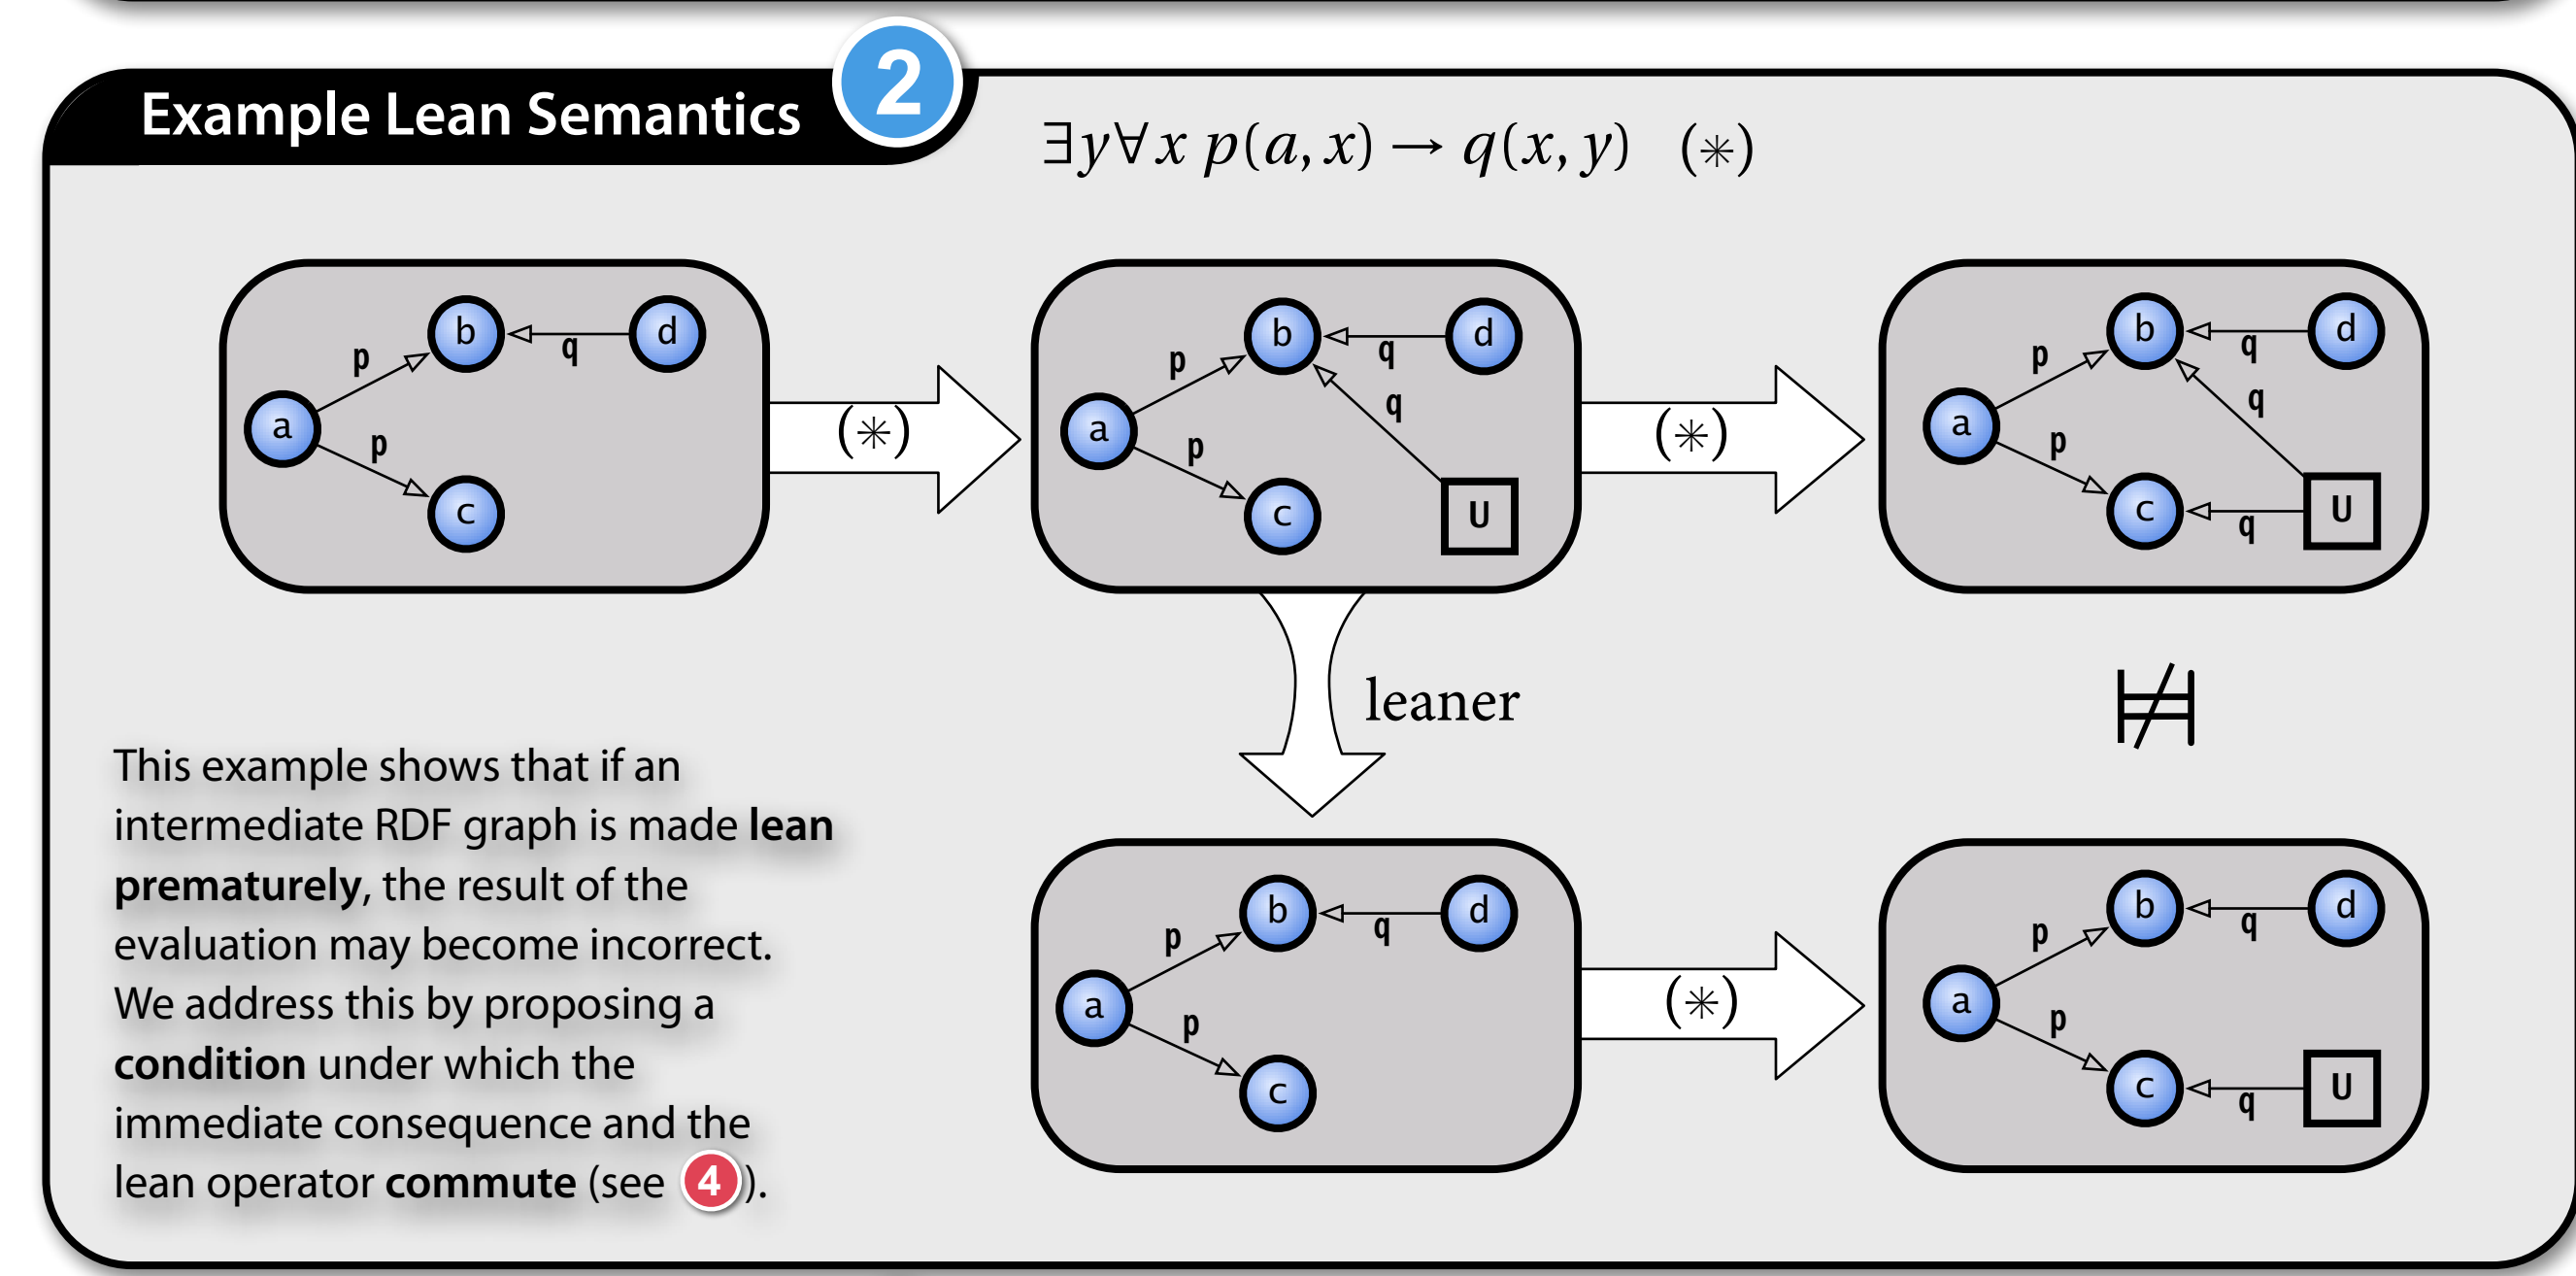 Example Lean Semantics 2
∃y∀x p(a, x) → q(x, y) (∗)
a p b q d p c
(∗)
a p b q d q p c U
(∗)
a p b q d q p c q U
leaner
⊭
This example shows that if an
intermediate RDF graph is made lean
prematurely, the result of the
evaluation may become incorrect.
We address this by proposing a
condition under which the
immediate consequence and the
lean operator commute (see 4).
a p b q d p c
(∗)
a p b q d p c q U